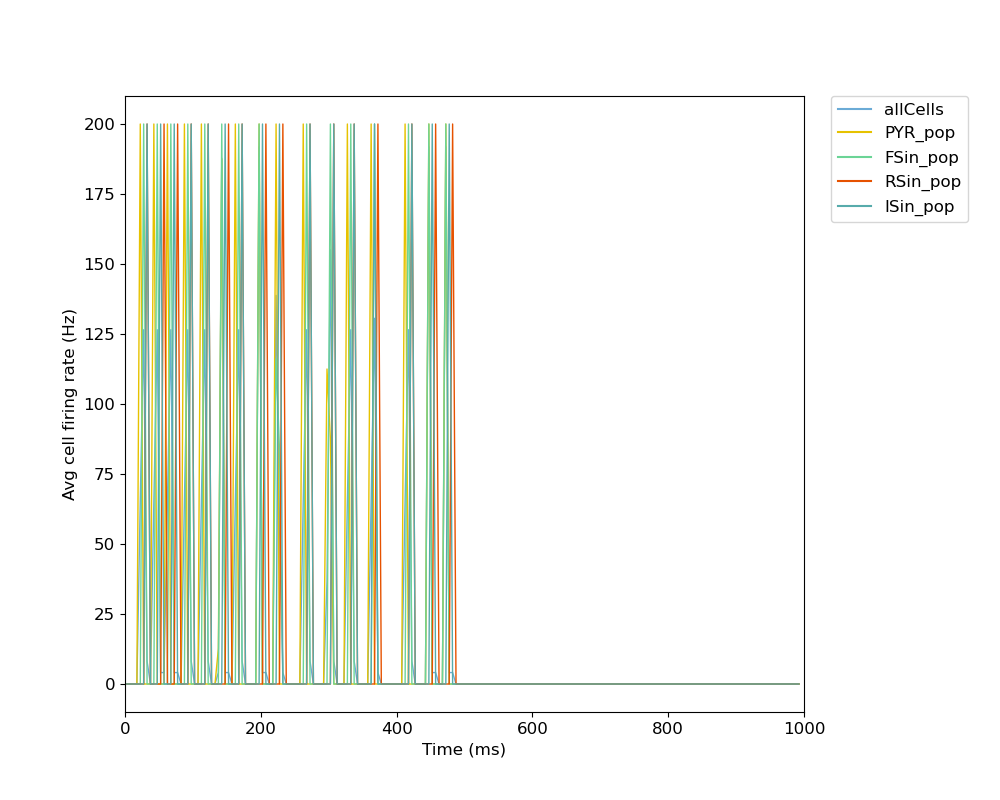 200
175
150
125
100
75
50
25
0
Avg cell firing rate (Hz)
0 200 400 600 800 1000
Time (ms)
allCells
PYR_pop
FSin_pop
RSin_pop
ISin_pop